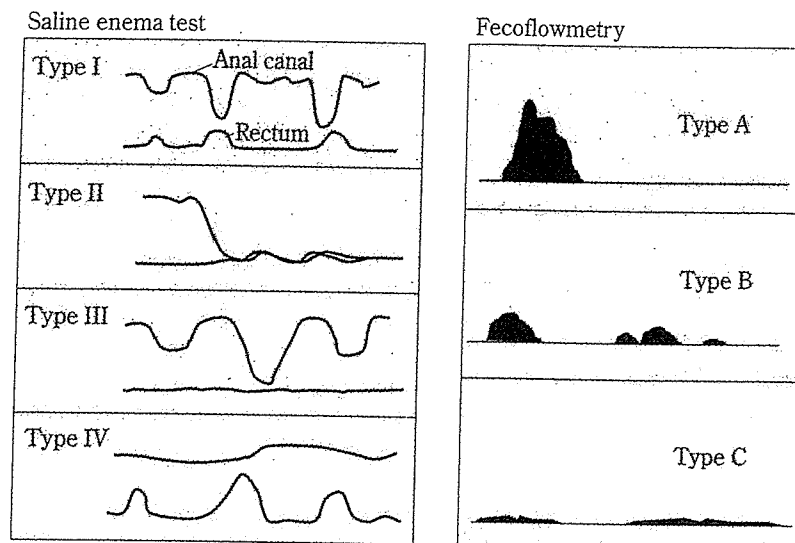 Saline enema test
Type I
Anal canal
Rectum
Type II
Type III
Type IV
Fecoflowmetry
Type A
Type B
Type C